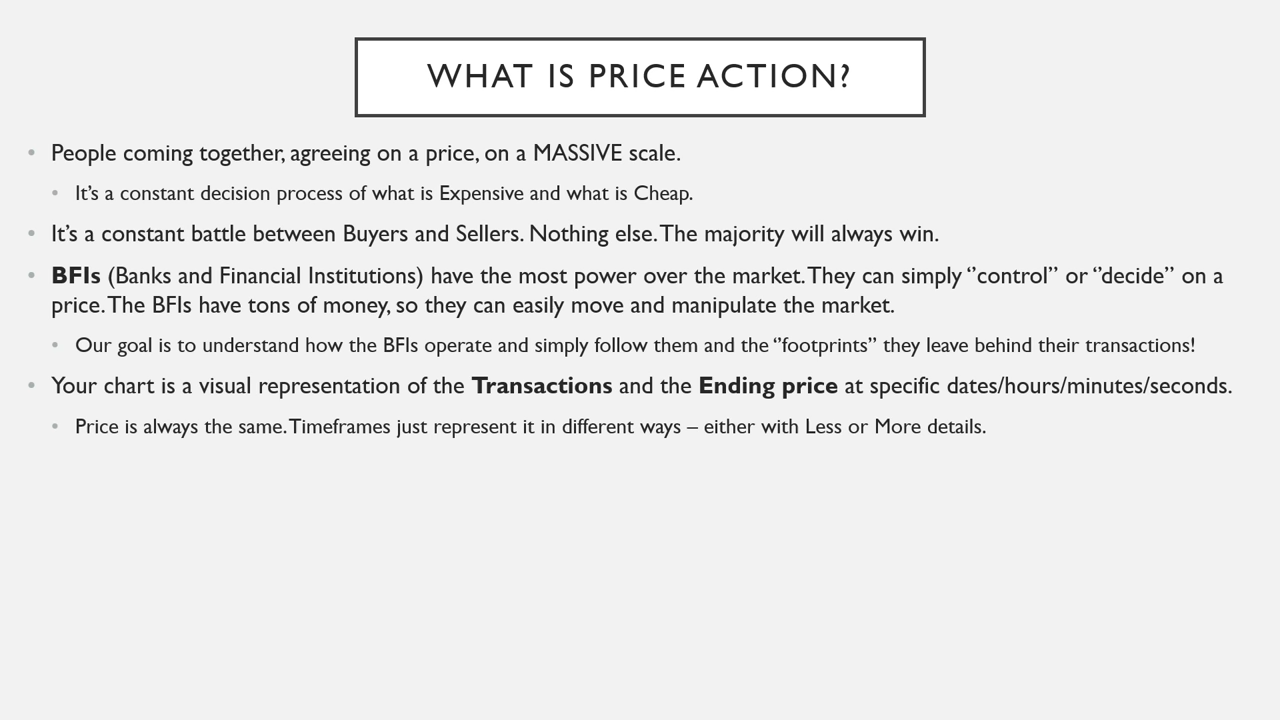 WHAT IS PRICE ACTION?
• People coming together, agreeing on a price, on a MASSIVE scale.
• It’s a constant decision process of what is Expensive and what is Cheap.
• It’s a constant battle between Buyers and Sellers. Nothing else. The majority will always win.
• BFIs (Banks and Financial Institutions) have the most power over the market. They can simply ‘’control’’ or ‘’decide’’ on a
price. The BFIs have tons of money, so they can easily move and manipulate the market.
• Our goal is to understand how the BFIs operate and simply follow them and the ‘’footprints’’ they leave behind their transactions!
• Your chart is a visual representation of the Transactions and the Ending price at specific dates/hours/minutes/seconds.
• Price is always the same. Timeframes just represent it in different ways – either with Less or More details.